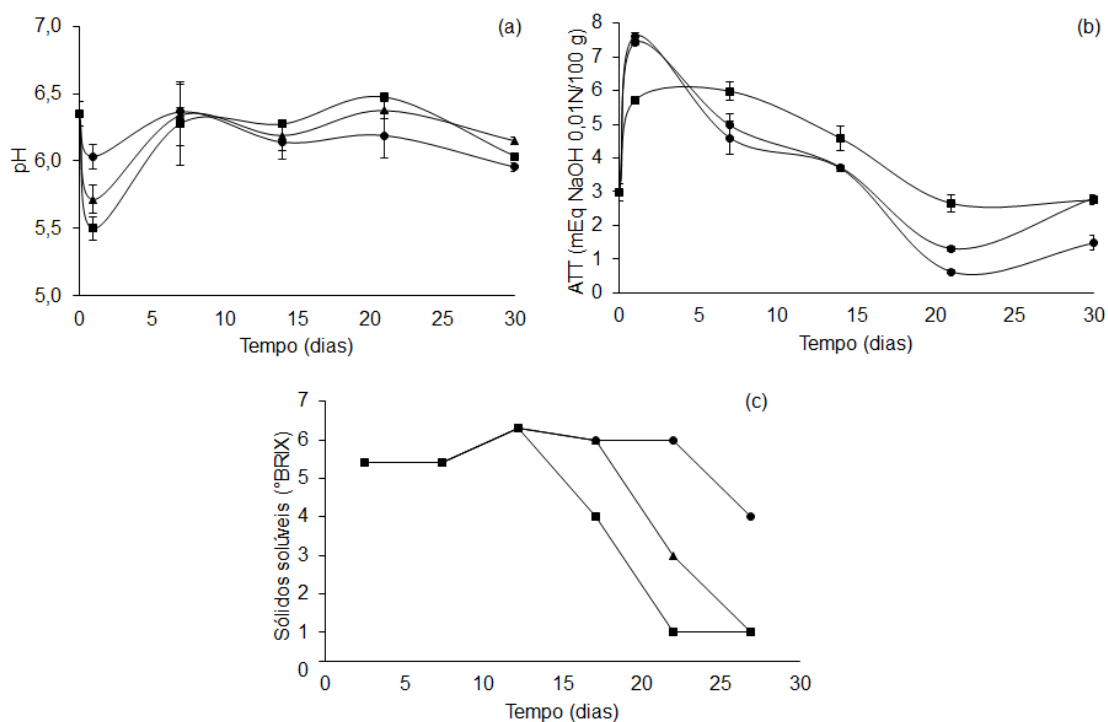 (a)
pH
7,0
6,5
6,0
5,5
5,0
0 5 10 15 20 25 30
Tempo (dias)
(b)
ATT (mEq NaOH 0,01N/100 g)
8
7
6
5
4
3
2
1
0
0 5 10 15 20 25 30
Tempo (dias)
(c)
Sólidos solúveis (°BRIX)
7
6
5
4
3
2
1
0
0 5 10 15 20 25 30
Tempo (dias)